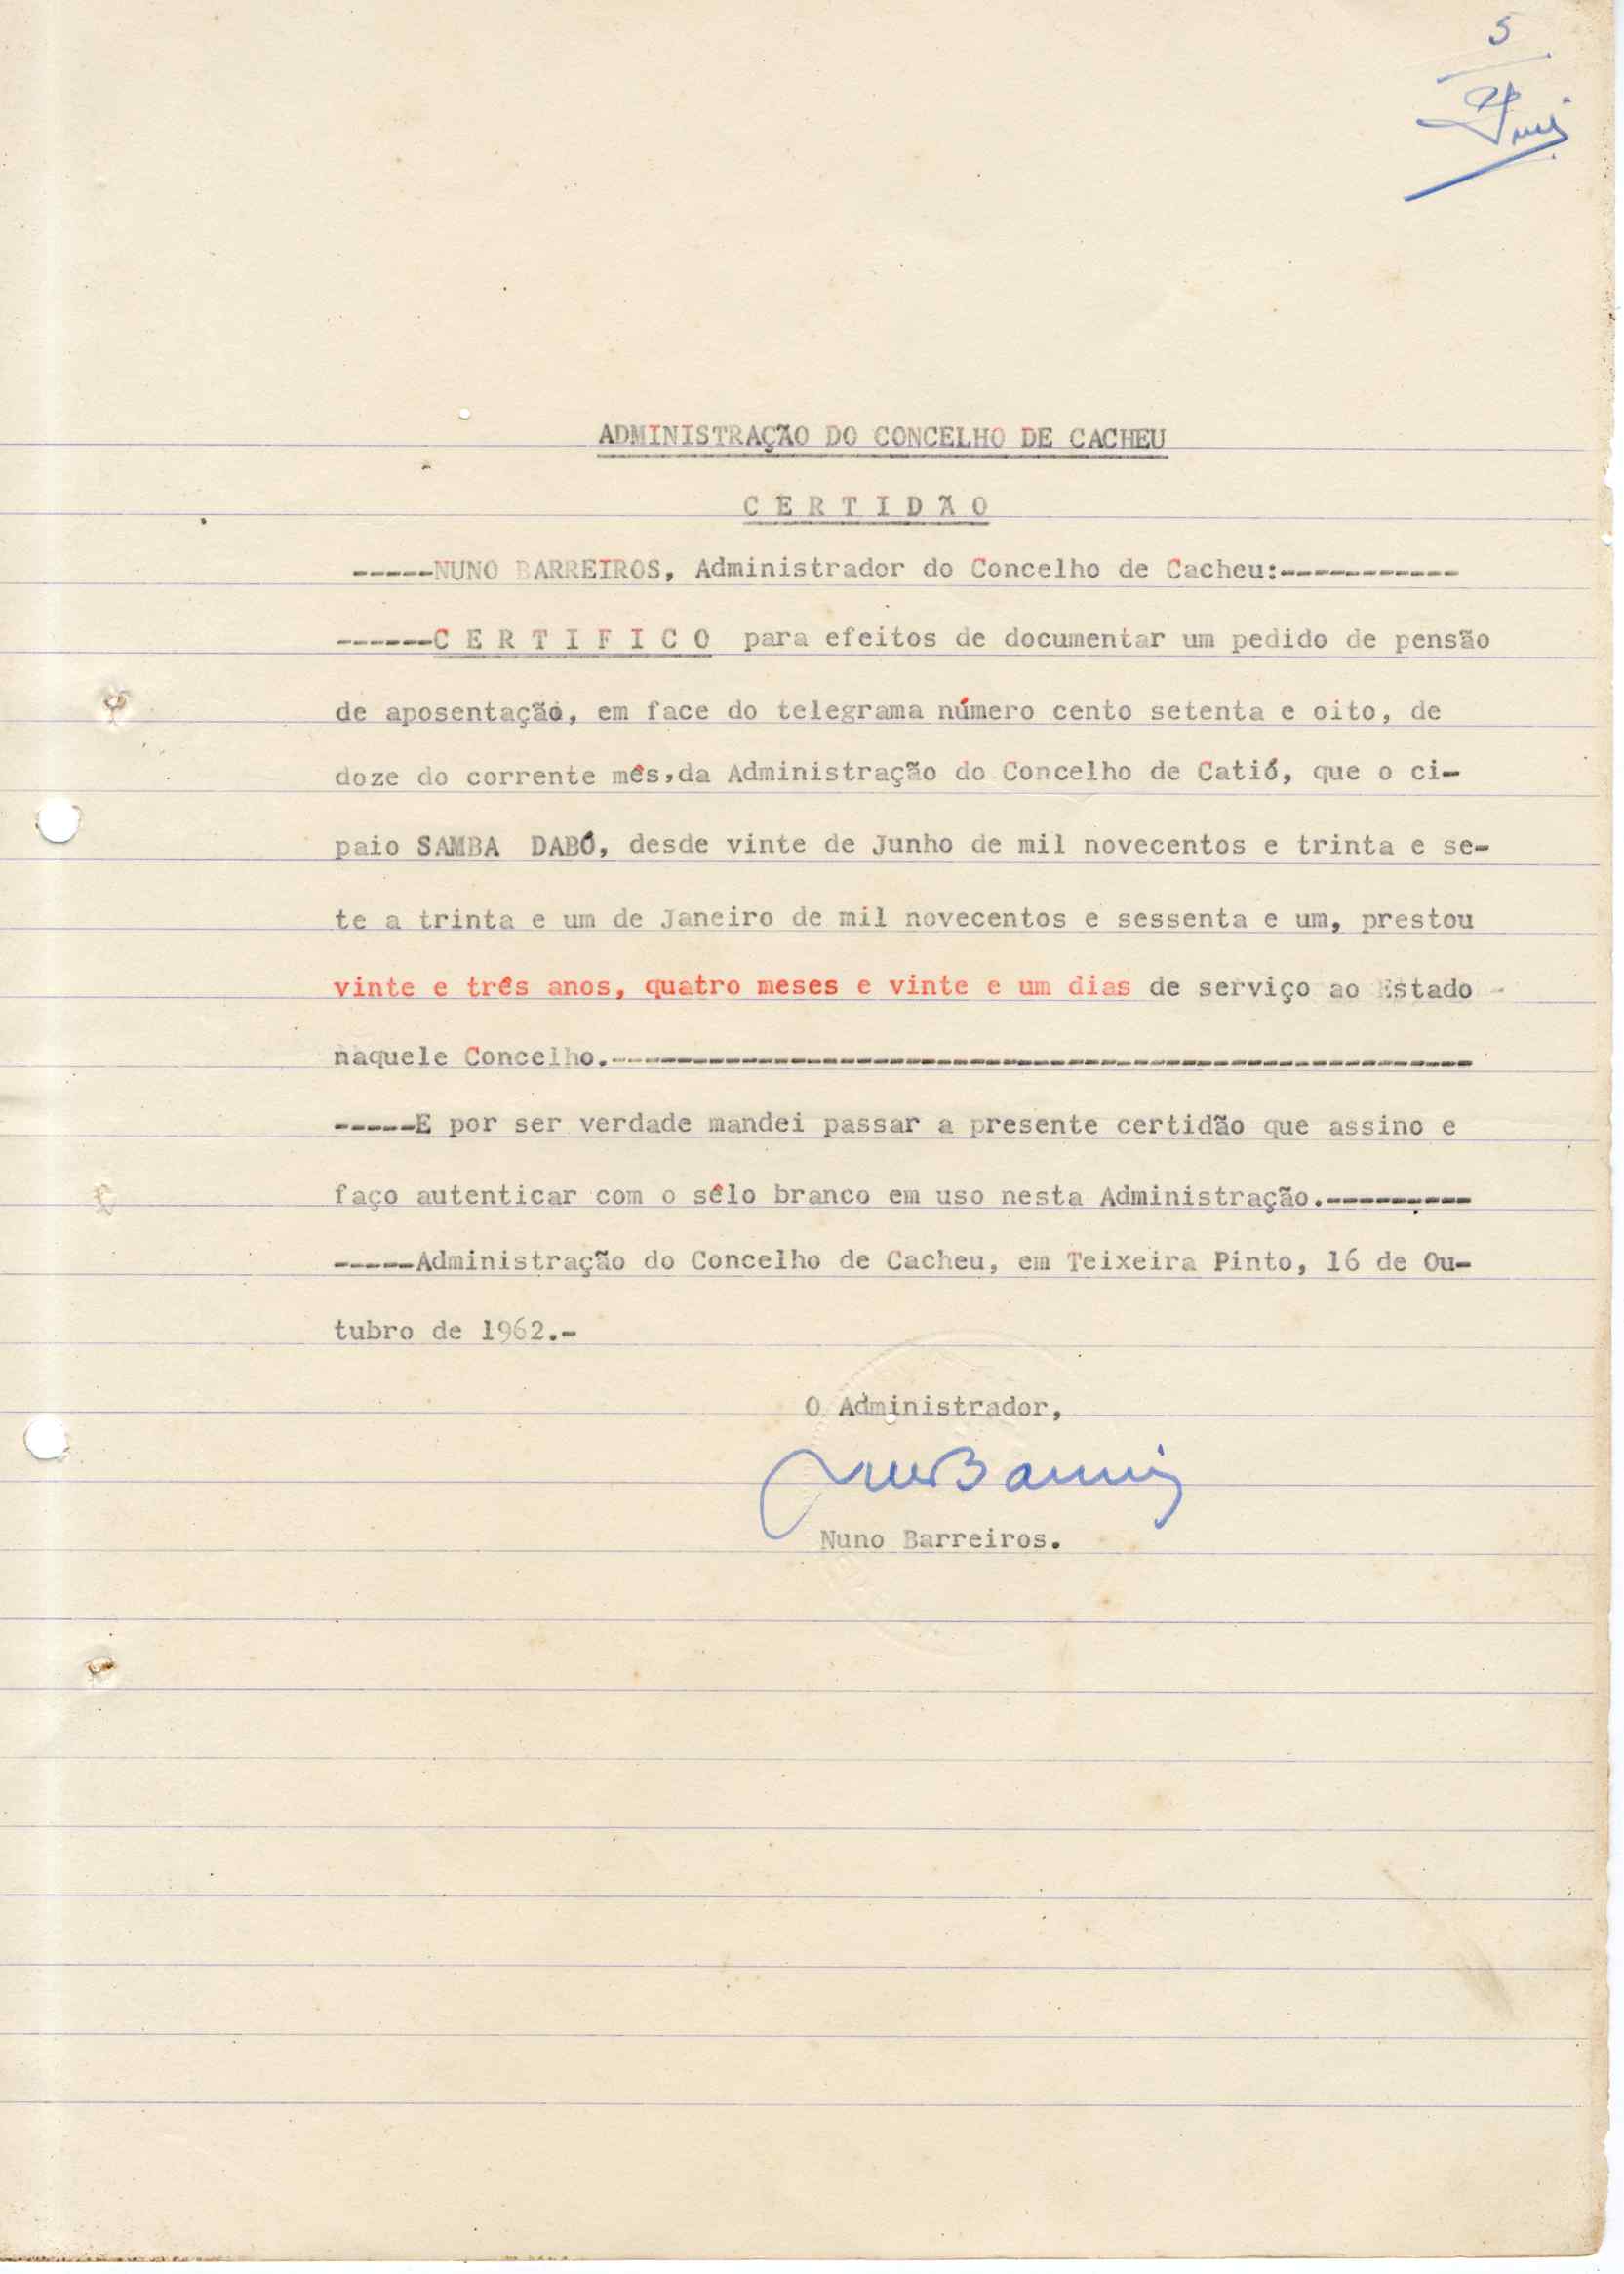 5
ADMINISTRAÇÃO DO CONCELHO DE CACHEU
C E R T I D Ã O
-----NUNO BARREIROS, Administrador do Concelho de Cacheu:-----------
------C E R T I F I C O para efeitos de documentar um pedido de pensão
de aposentação, em face do telegrama número cento setenta e oito, de
doze do corrente mês,da Administração do Concelho de Catió, que o ci-
paio SAMBA DABÓ, desde vinte de Junho de mil novecentos e trinta e se-
te a trinta e um de Janeiro de mil novecentos e sessenta e um, prestou
vinte e três anos, quatro meses e vinte e um dias de serviço ao Estado -
naquele Concelho.-----------------------------------------------------
-----E por ser verdade mandei passar a presente certidão que assino e
faço autenticar com o sêlo branco em uso nesta Administração.---------
-----Administração do Concelho de Cacheu, em Teixeira Pinto, 16 de Ou-
tubro de 1962.-
O Administrador,
Nuno Barreiros.